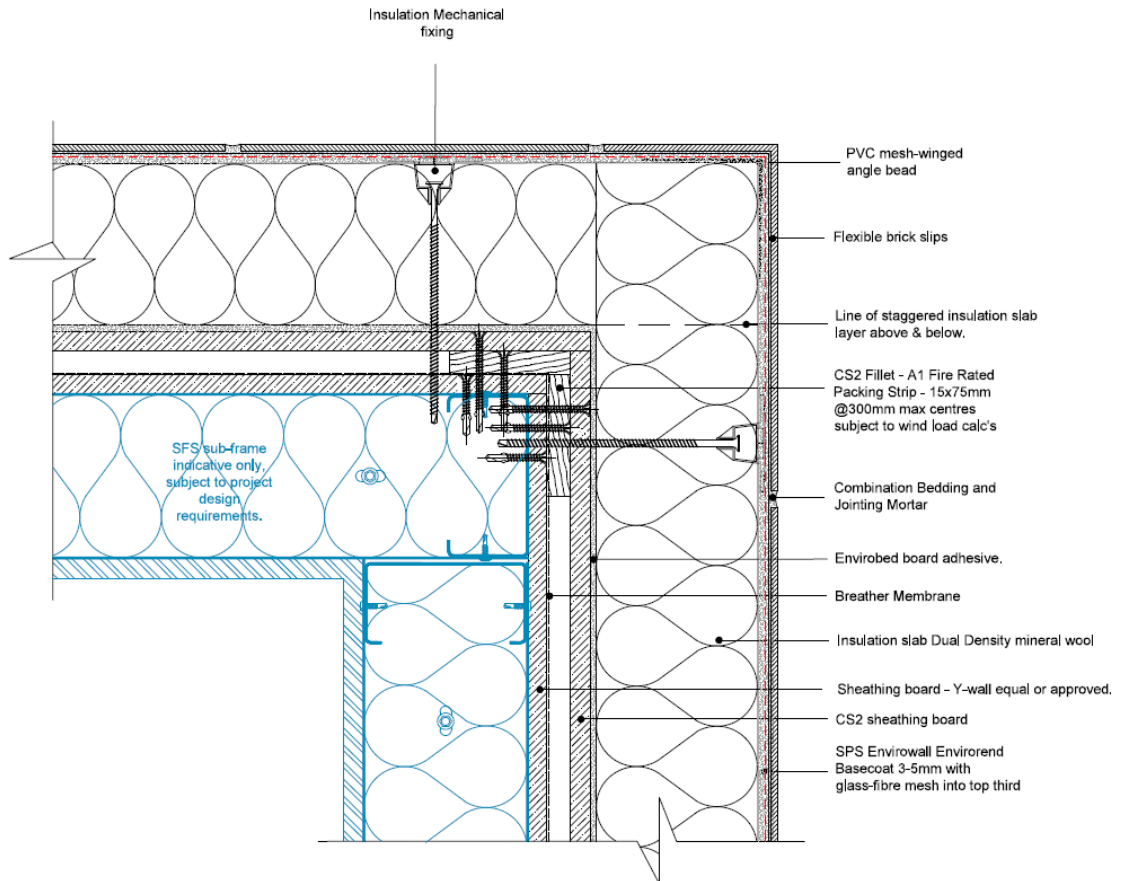 Insulation Mechanical
fixing
PVC mesh-winged
angle bead
Flexible brick slips
Line of staggered insulation slab
layer above & below.
CS2 Fillet - A1 Fire Rated
Packing Strip - 15x75mm
@300mm max centres
subject to wind load calc's
SFS sub-frame
indicative only,
subject to project
design
requirements.
Combination Bedding and
Jointing Mortar
Envirobed board adhesive.
Breather Membrane
Insulation slab Dual Density mineral wool
Sheathing board - Y-wall equal or approved.
CS2 sheathing board
SPS Envirowall Envirorend
Basecoat 3-5mm with
glass-fibre mesh into top third